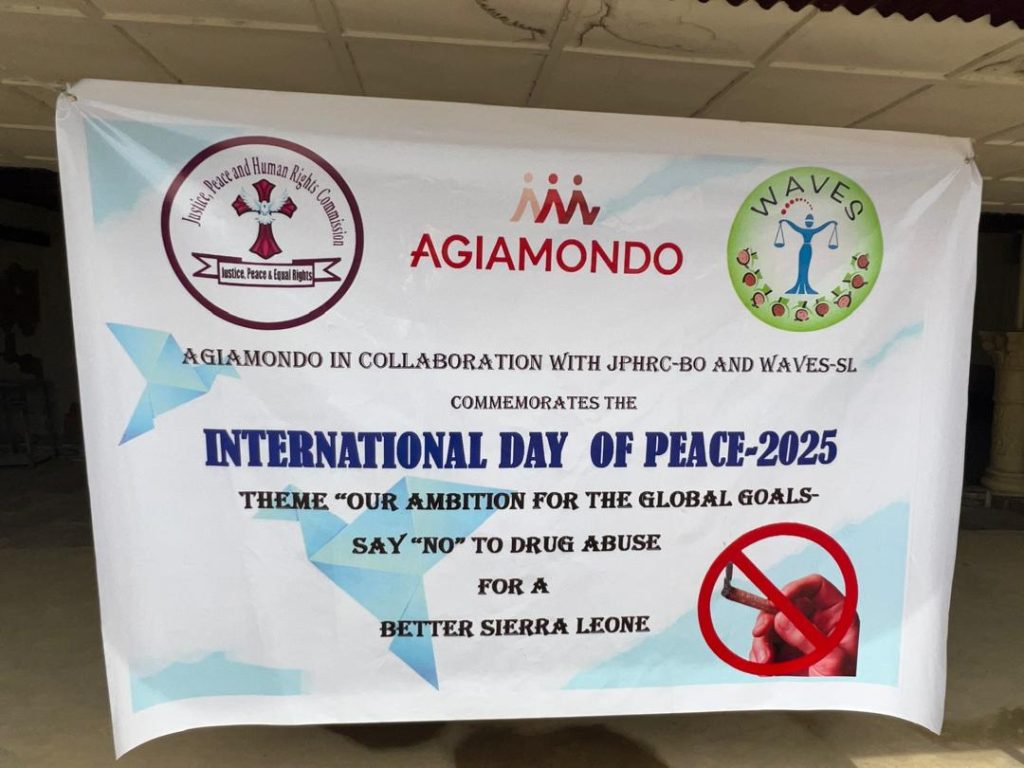 Justice, Peace and Human Rights Commission
Justice, Peace & Equal Rights
AGIAMONDO
WAVES
AGIAMONDO IN COLLABORATION WITH JPHRC-BO AND WAVES-SL
COMMEMORATES THE
INTERNATIONAL DAY OF PEACE-2025
THEME “OUR AMBITION FOR THE GLOBAL GOALS-
SAY “NO” TO DRUG ABUSE
FOR A
BETTER SIERRA LEONE